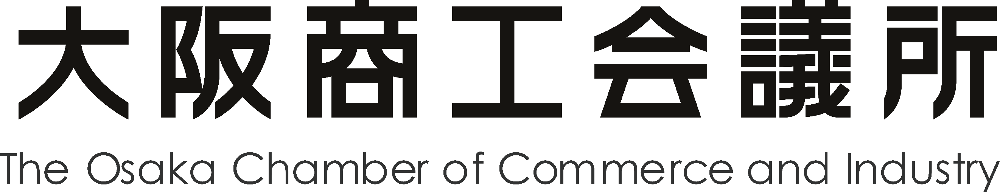 大阪商工会議所
The Osaka Chamber of Commerce and Industry